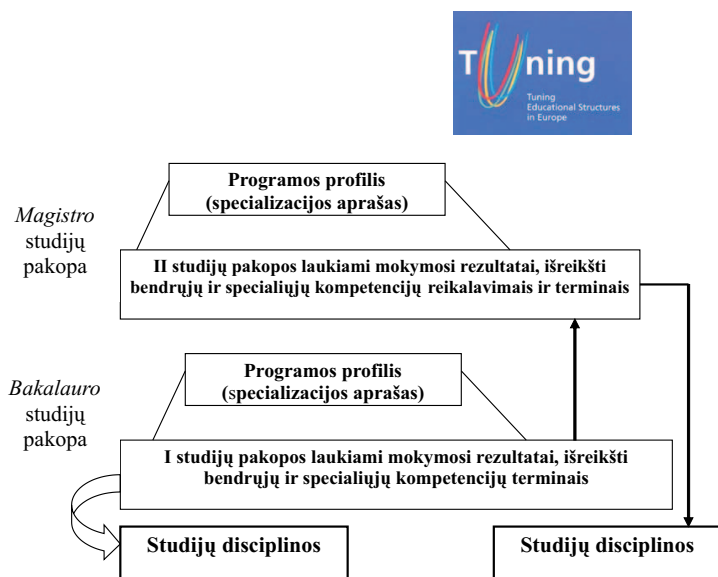 Tuning
Tuning
Educational Structures
in Europe
Programos profilis
(specializacijos aprašas)
Magistro
studijų
pakopa
II studijų pakopos laukiami mokymosi rezultatai, išreikšti
bendrųjų ir specialiųjų kompetencijų reikalavimais ir terminais
Programos profilis
(specializacijos aprašas)
Bakalauro
studijų
pakopa
I studijų pakopos laukiami mokymosi rezultatai, išreikšti
bendrųjų ir specialiųjų kompetencijų terminais
Studijų disciplinos
Studijų disciplinos